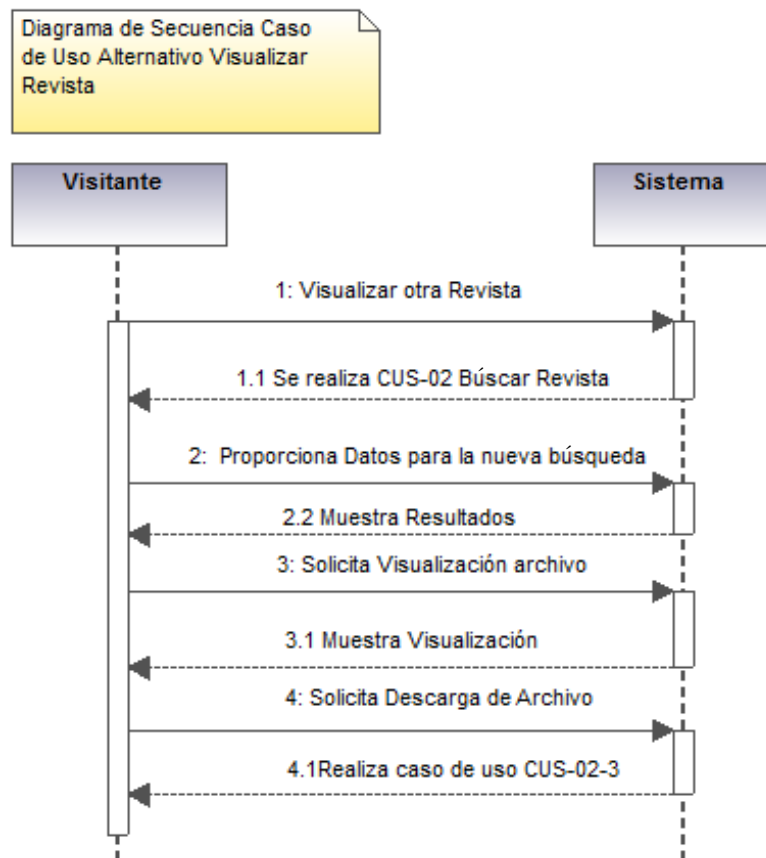 Diagrama de Secuencia Caso
de Uso Alternativo Visualizar
Revista
Visitante
Sistema
1: Visualizar otra Revista
1.1 Se realiza CUS-02 Búscar Revista
2:  Proporciona Datos para la nueva búsqueda
2.2 Muestra Resultados
3: Solicita Visualización archivo
3.1 Muestra Visualización
4: Solicita Descarga de Archivo
4.1Realiza caso de uso CUS-02-3